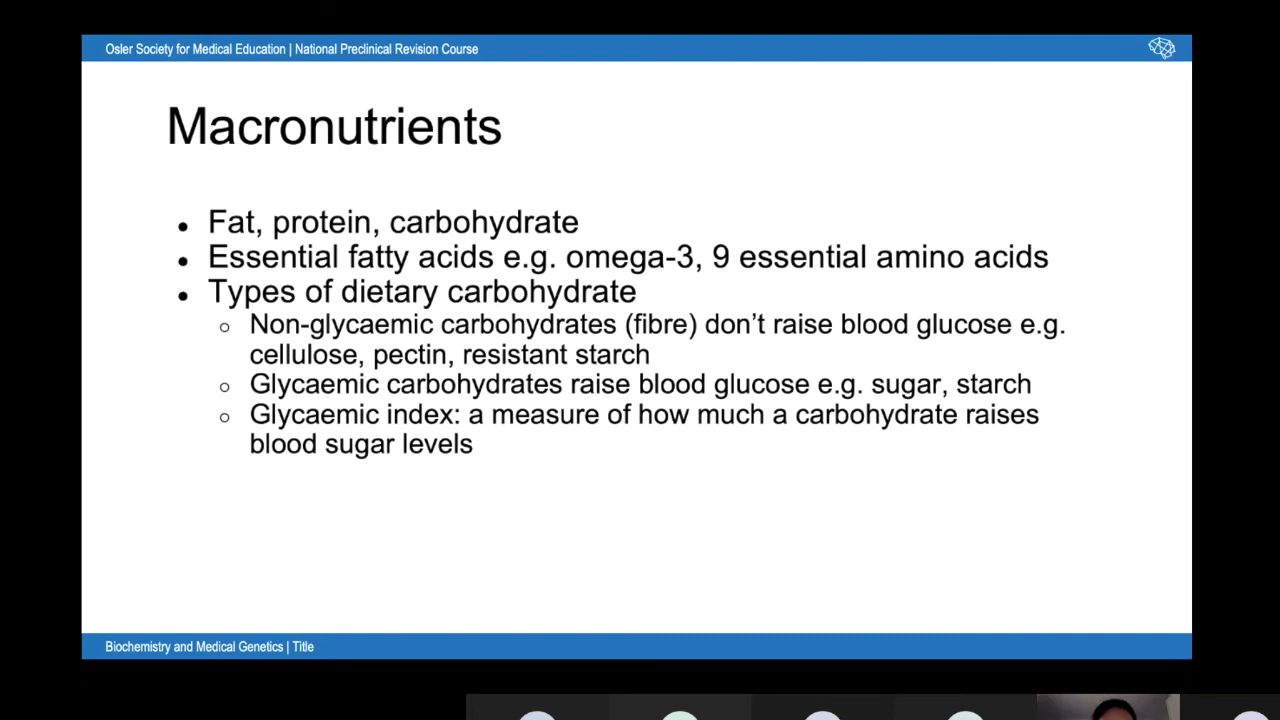 Osler Society for Medical Education | National Preclinical Revision Course
Macronutrients
● Fat, protein, carbohydrate
● Essential fatty acids e.g. omega-3, 9 essential amino acids
● Types of dietary carbohydrate
○ Non-glycaemic carbohydrates (fibre) don’t raise blood glucose e.g.
cellulose, pectin, resistant starch
○ Glycaemic carbohydrates raise blood glucose e.g. sugar, starch
○ Glycaemic index: a measure of how much a carbohydrate raises
blood sugar levels
Biochemistry and Medical Genetics | Title